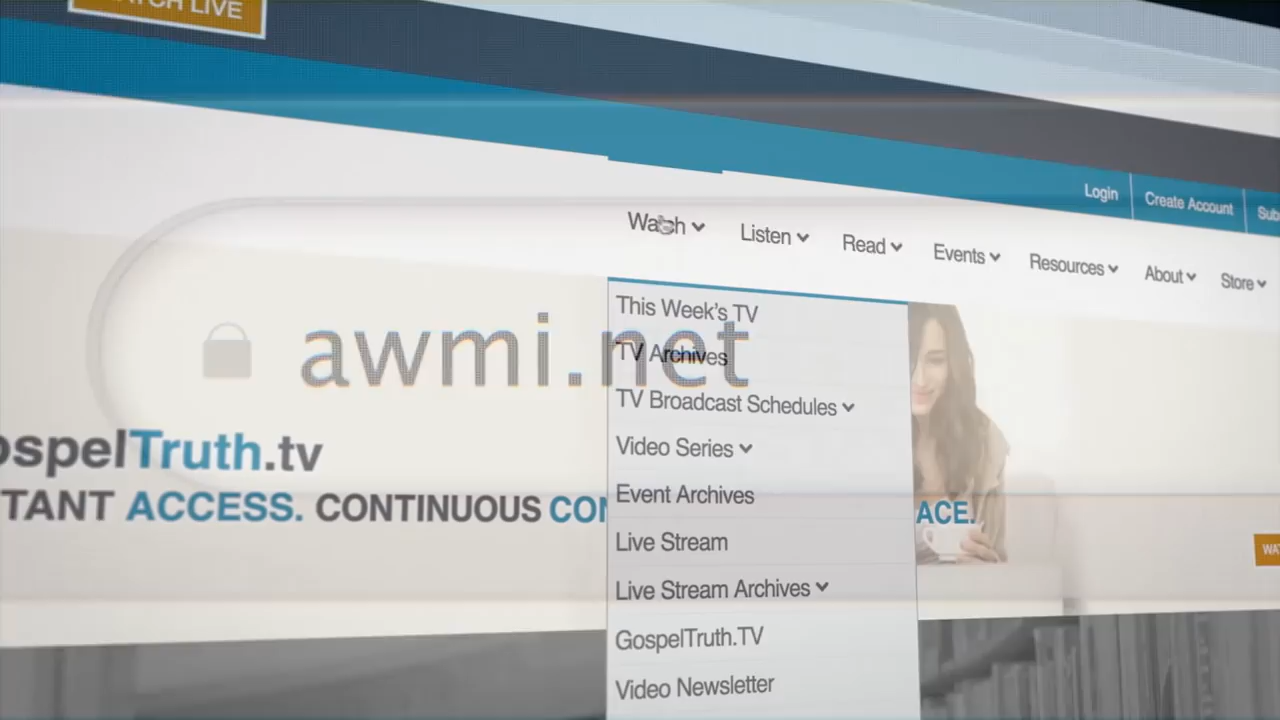 WATCH LIVE
Login
Create Account
Watch
Listen
Read
Events
Resources
About
Store
This Week's TV
awmi.net
TV Archives
TV Broadcast Schedules
Video Series
Event Archives
Live Stream
Live Stream Archives
GospelTruth.TV
Video Newsletter
ospelTruth.tv
TANT ACCESS. CONTINUOUS CON ACE.